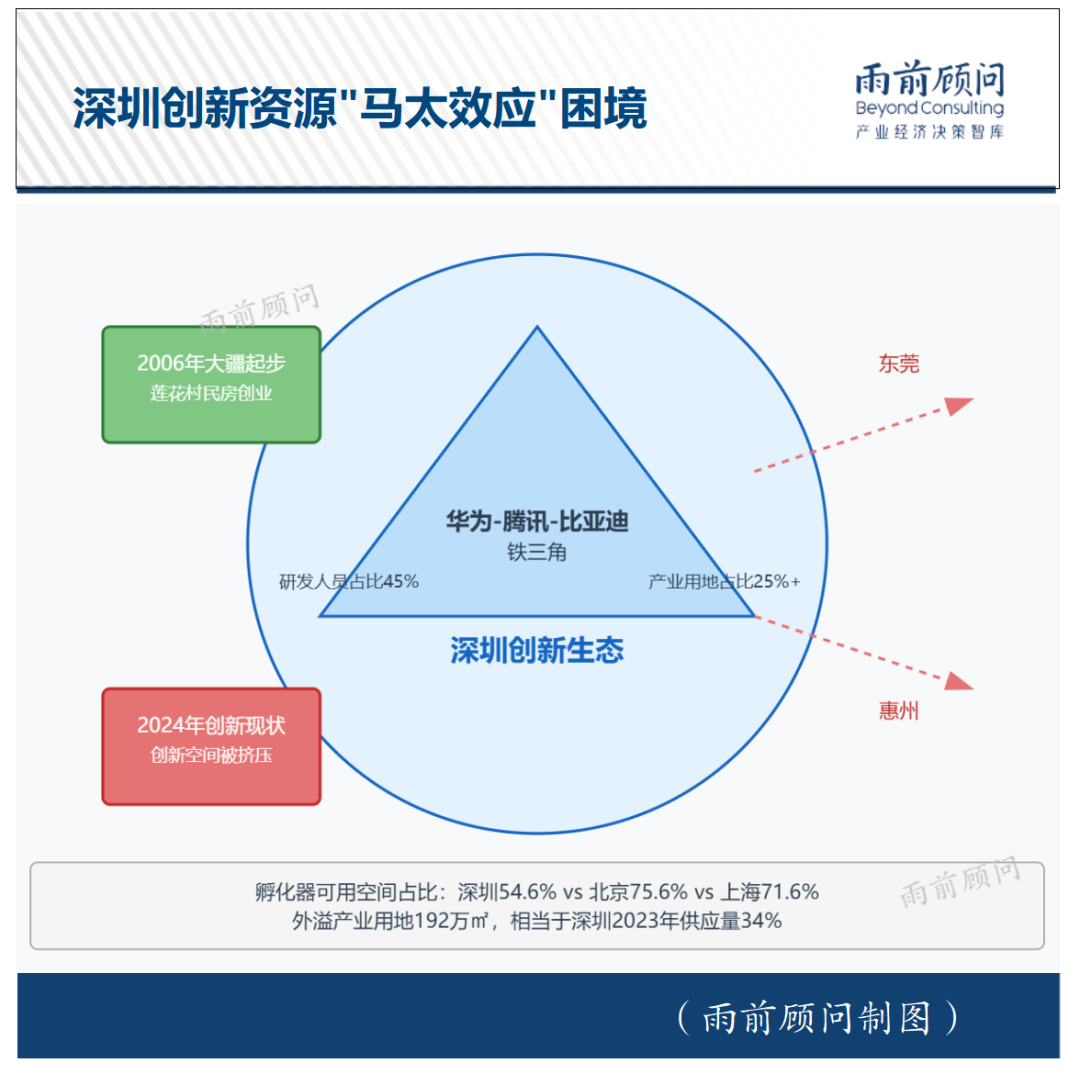 深圳创新资源"马太效应"困境
雨前顾问
Beyond Consulting
产业经济决策智库
雨前顾问
2006年大疆起步
莲花村民房创业
东莞
华为-腾讯-比亚迪
铁三角
研发人员占比45%
产业用地占比25%+
深圳创新生态
2024年创新现状
创新空间被挤压
惠州
孵化器可用空间占比：深圳54.6% vs 北京75.6% vs 上海71.6%
外溢产业用地192万㎡，相当于深圳2023年供应量34%
雨前顾问
（雨前顾问制图）